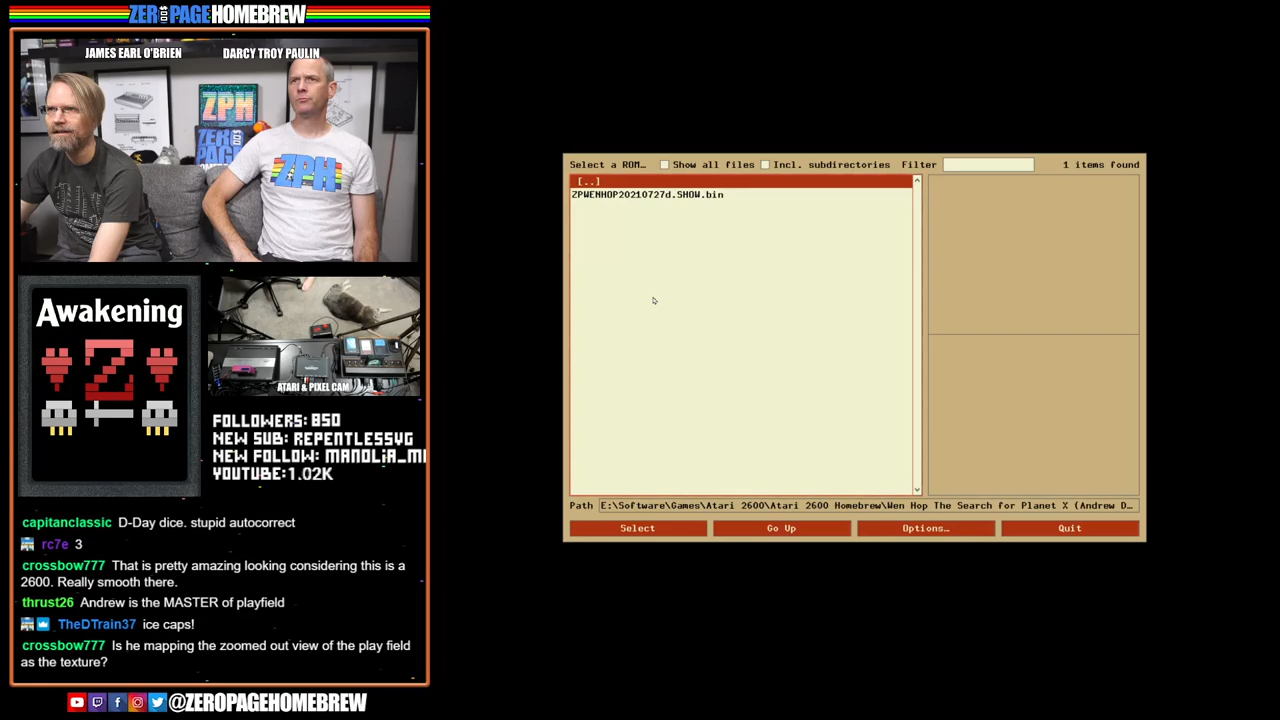 ZEROPAGEHOMEBREW
JAMES EARL O'BRIEN
DARCY TROY PAULIN
ZPH
ZPH
Awakening
ATARI & PIXEL CAM
FOLLOWERS: 850
NEW SUB: REPENTLESSVG
NEW FOLLOW: MANOLIA_M
YOUTUBE:1.02K
capitanclassic D-Day dice. stupid autocorrect
rc7e 3
crossbow777 That is pretty amazing looking considering this is a
2600. Really smooth there.
thrust26 Andrew is the MASTER of playfield
TheDTrain37 ice caps!
crossbow777 Is he mapping the zoomed out view of the play field
as the texture?
@ZEROPAGEHOMEBREW
Select a ROM… Show all files Incl. subdirectories Filter 1 items found
[..]
ZPWENHOP20210727d.SHOW.bin
Path E:\Software\Games\Atari 2600\Atari 2600 Homebrew\Wen Hop The Search for Planet X (Andrew D…
Select Go Up Options… Quit